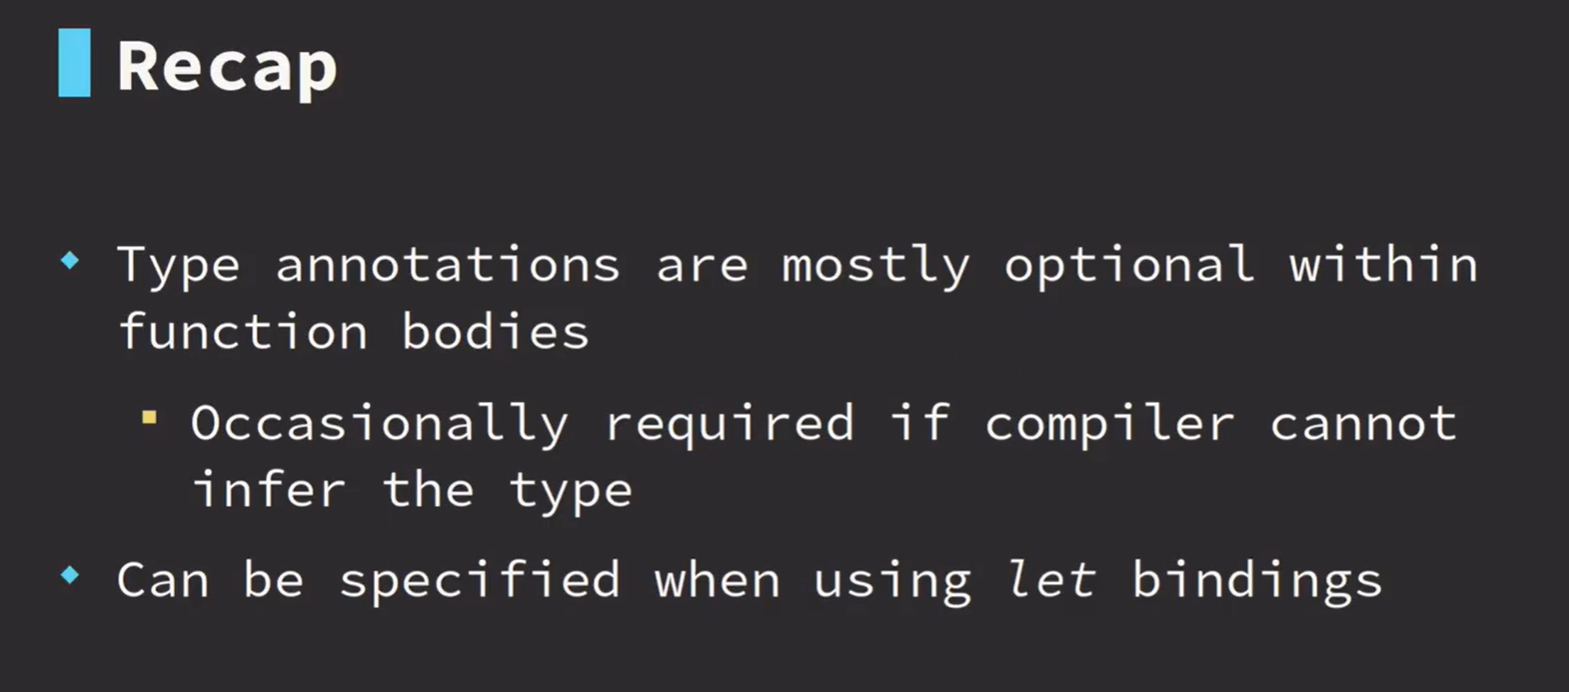 Recap
Type annotations are mostly optional within
function bodies
Occasionally required if compiler cannot
infer the type
Can be specified when using let bindings